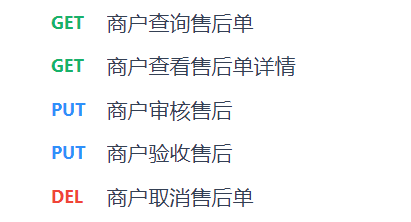 GET 商户查询售后单
GET 商户查看售后单详情
PUT 商户审核售后
PUT 商户验收售后
DEL 商户取消售后单